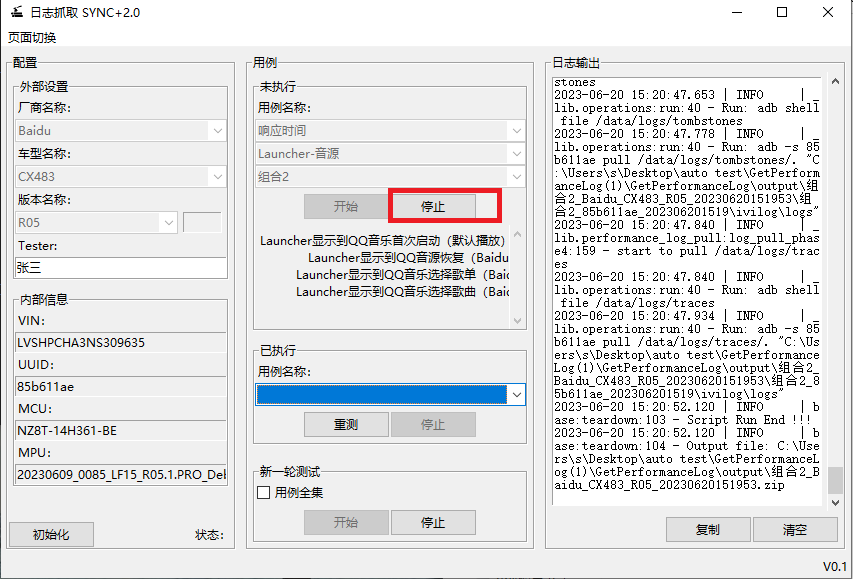 日志抓取 SYNC+2.0
页面切换
配置
外部设置
厂商名称:
Baidu
车型名称:
CX483
版本名称:
R05
Tester:
张三
内部信息
VIN:
LVSHPCHA3NS309635
UUID:
85b611ae
MCU:
NZ8T-14H361-BE
MPU:
20230609_0085_LF15_R05.1.PRO_Deb
初始化
状态:
用例
未执行
用例名称:
响应时间
Launcher-音源
组合2
开始
停止
Launcher显示到QQ音乐首次启动（默认播放）
Launcher显示到QQ音源恢复（Baidu
Launcher显示到QQ音乐选择歌单（Baid
Launcher显示到QQ音乐选择歌曲（Baid
已执行
用例名称:
重测
停止
新一轮测试
用例全集
开始
停止
日志输出
stones
2023-06-20 15:20:47.653 | INFO | _
lib.operations:run:40 - Run: adb shell
file /data/logs/tombstones
2023-06-20 15:20:47.778 | INFO | _
lib.operations:run:40 - Run: adb -s 85
b611ae pull /data/logs/tombstones/. "C
:\Users\s\Desktop\auto test\GetPerform
anceLog(1)\GetPerformanceLog\output\组
合2_Baidu_CX483_R05_20230620151953\组
合2_85b611ae_202306201519\ivilog\logs"
2023-06-20 15:20:47.840 | INFO | _
lib.performance_log_pull:log_pull_phas
e4:159 - start to pull /data/logs/trac
es
2023-06-20 15:20:47.840 | INFO | _
lib.operations:run:40 - Run: adb shell
file /data/logs/traces
2023-06-20 15:20:47.934 | INFO | _
lib.operations:run:40 - Run: adb -s 85
b611ae pull /data/logs/traces/. "C:\Us
ers\s\Desktop\auto test\GetPerformance
Log(1)\GetPerformanceLog\output\组合2_
Baidu_CX483_R05_20230620151953\组合2_8
5b611ae_202306201519\ivilog\logs"
2023-06-20 15:20:52.120 | INFO | b
ase:teardown:103 - Script Run End !!!
2023-06-20 15:20:52.120 | INFO | b
ase:teardown:104 - Output file: C:\Use
rs\s\Desktop\auto test\GetPerformanceL
og(1)\GetPerformanceLog\output\组合2_B
aidu_CX483_R05_20230620151953.zip
复制
清空
V0.1